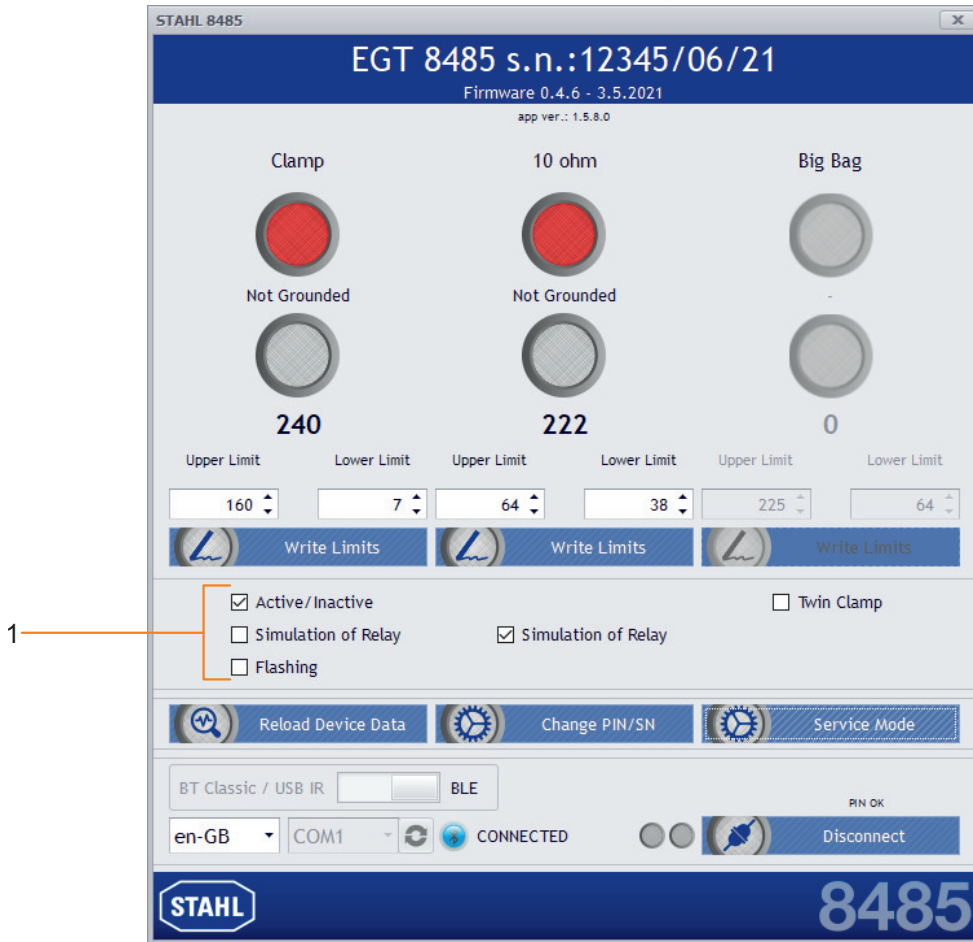 STAHL 8485
EGT 8485 s.n.:12345/06/21
Firmware 0.4.6 - 3.5.2021
app ver.: 1.5.8.0
Clamp 10 ohm Big Bag
Not Grounded Not Grounded -
240 222 0
Upper Limit Lower Limit Upper Limit Lower Limit Upper Limit Lower Limit
160 7 64 38 225 64
Write Limits Write Limits Write Limits
Active/Inactive Twin Clamp
1 Simulation of Relay Simulation of Relay
Flashing
Reload Device Data Change PIN/SN Service Mode
BT Classic / USB IR BLE
PIN OK
en-GB COM1 CONNECTED Disconnect
STAHL 8485